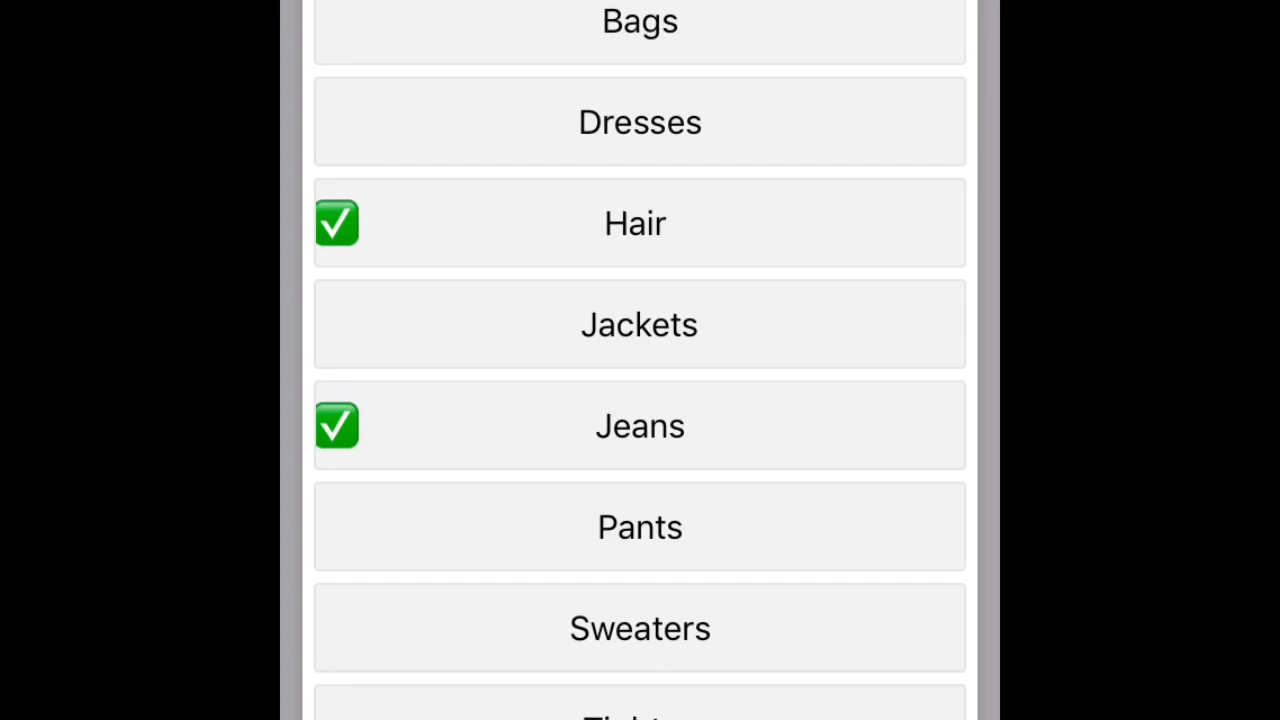 Bags
Dresses
✅ Hair
Jackets
✅ Jeans
Pants
Sweaters